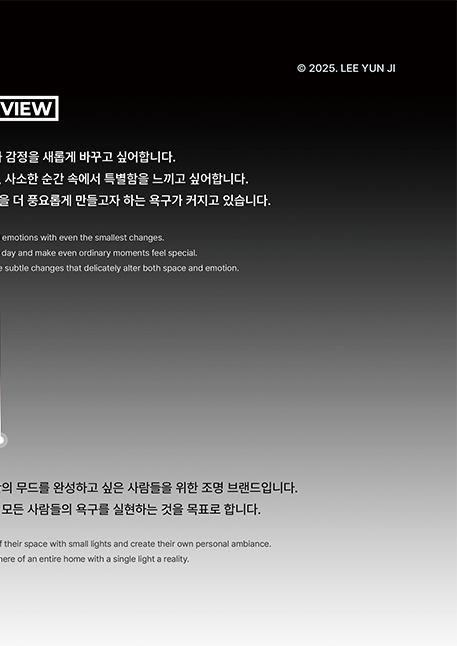 © 2025. LEE YUN JI
VIEW
감정을 새롭게 바꾸고 싶어합니다.
사소한 순간 속에서 특별함을 느끼고 싶어합니다.
을 더 풍요롭게 만들고자 하는 욕구가 커지고 있습니다.
emotions with even the smallest changes.
day and make even ordinary moments feel special.
subtle changes that delicately alter both space and emotion.
의 무드를 완성하고 싶은 사람들을 위한 조명 브랜드입니다.
모든 사람들의 욕구를 실현하는 것을 목표로 합니다.
their space with small lights and create their own personal ambiance.
of an entire home with a single light a reality.